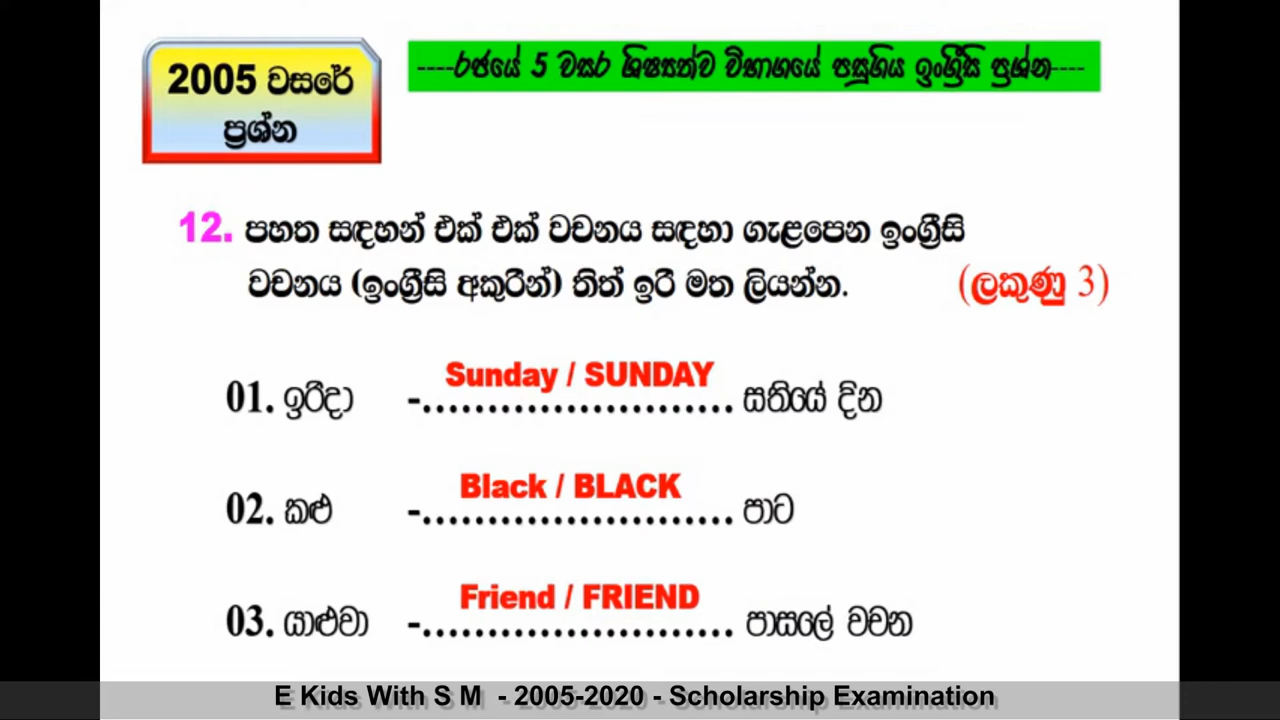 2005 වසරේ
ප්‍රශ්න
----රජයේ 5 වසර ශිෂ්‍යත්ව විභාගයේ පසුගිය ඉංග්‍රීසි ප්‍රශ්න----
12. පහත සඳහන් එක් එක් වචනය සඳහා ගැළපෙන ඉංග්‍රීසි
වචනය (ඉංග්‍රීසි අකුරින්) තිත් ඉරි මත ලියන්න. (ලකුණු 3)
Sunday / SUNDAY
01. ඉරිදා -........................ සතියේ දින
Black / BLACK
02. කළු -........................ පාට
Friend / FRIEND
03. යාළුවා -........................ පාසලේ වචන
E Kids With S M - 2005-2020 - Scholarship Examination